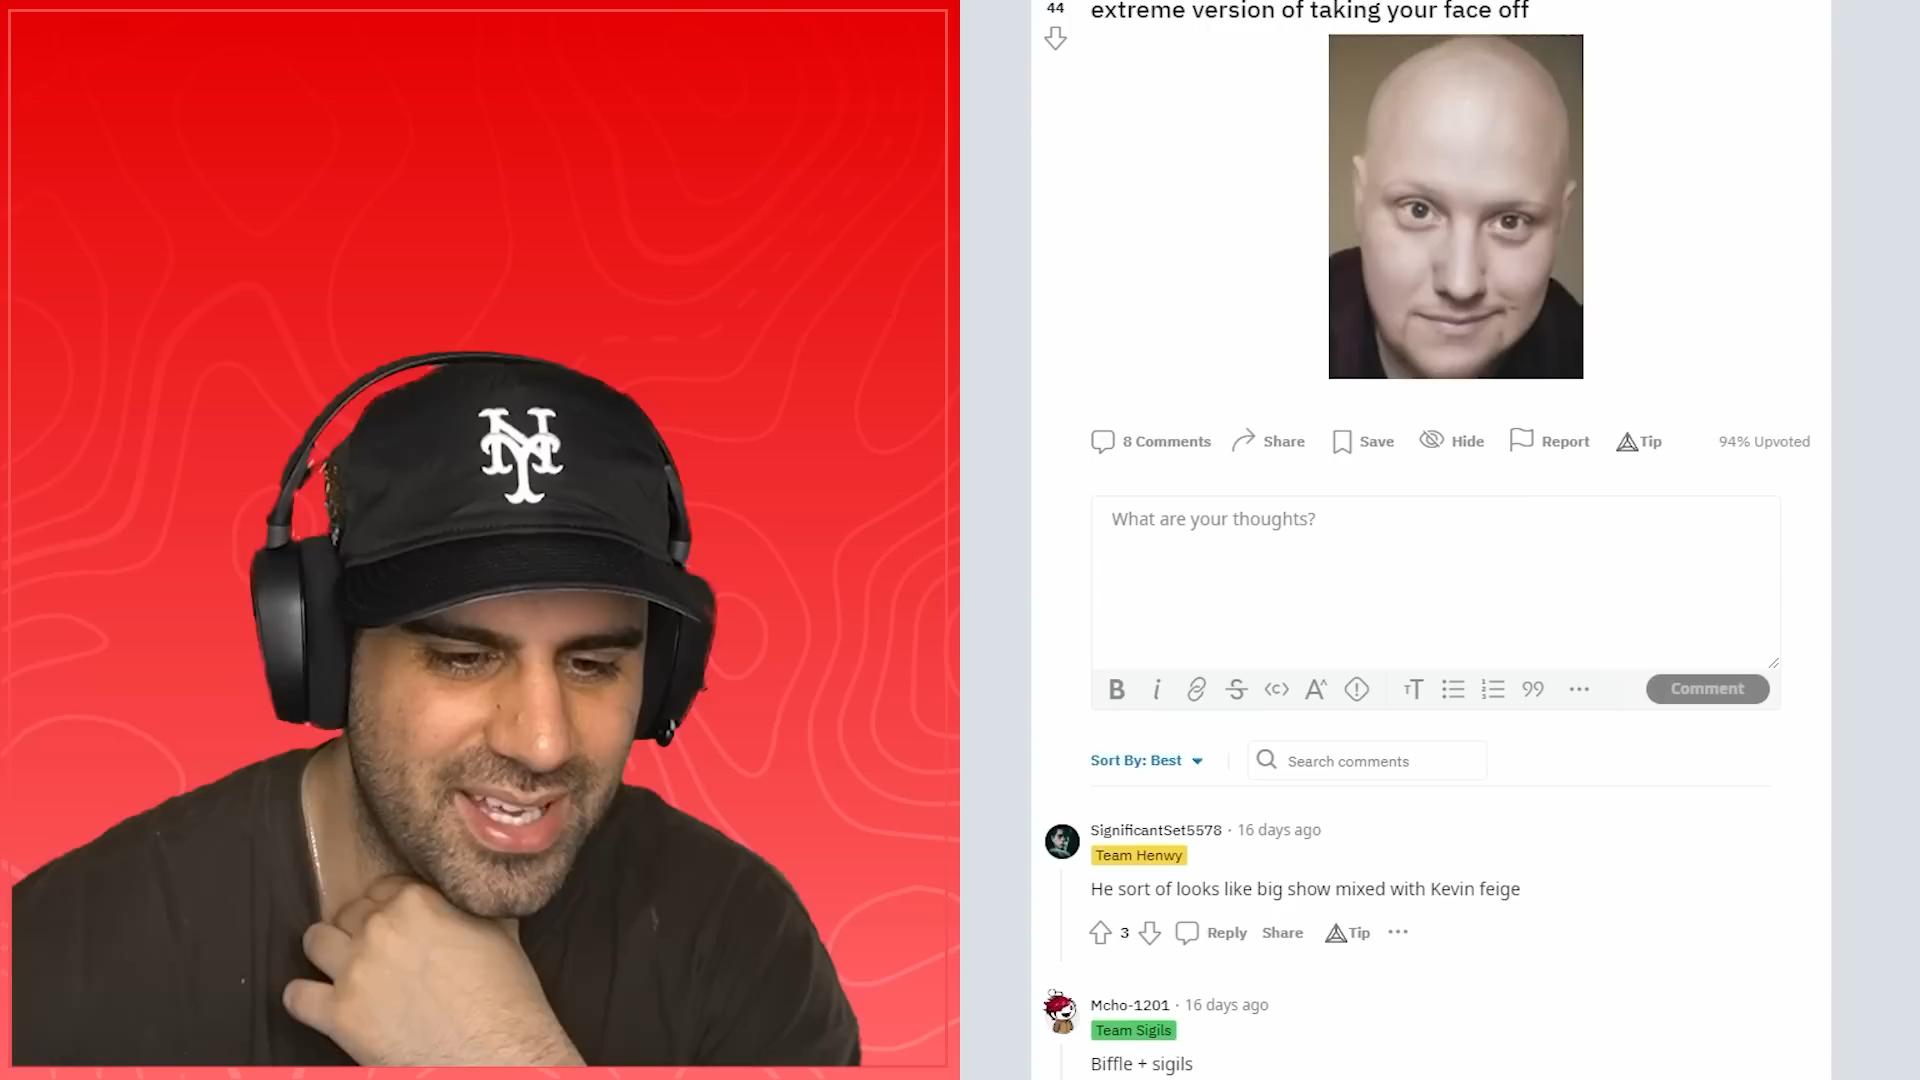 44
extreme version of taking your face off
NY
8 Comments Share Save Hide Report Tip 94% Upvoted
What are your thoughts?
Comment
Sort By: Best
Search comments
SignificantSet5578 · 16 days ago
Team Henwy
He sort of looks like big show mixed with Kevin feige
3 Reply Share Tip
Mcho-1201 · 16 days ago
Team Sigils
Biffle + sigils